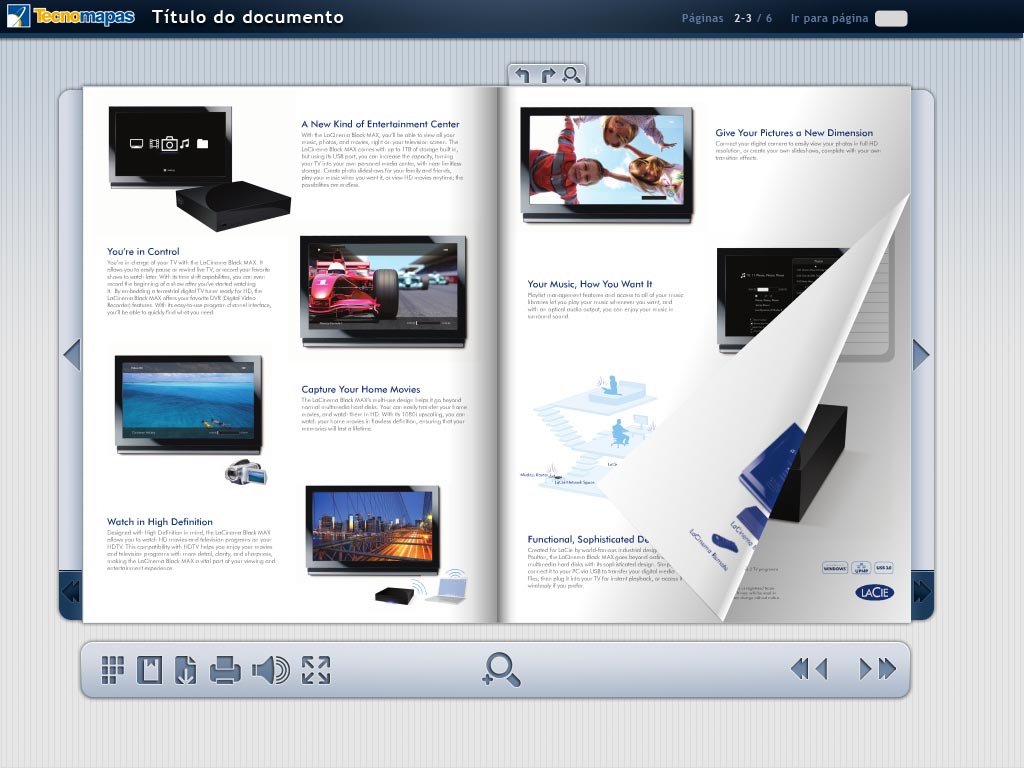 Tecnomapas
Título do documento
Páginas 2-3 / 6
Ir para página
A New Kind of Entertainment Center
With the LaCinema Black MAX, you'll be able to view all your
music, photos, and movies, right on your television screen. The
LaCinema Black MAX comes with up to 1TB of storage built in,
but using its USB port, you can increase the capacity, turning
your TV into your own personal media center, with near limitless
storage. Create photo slideshows for your family and friends,
play your music when you want it, or view HD movies anytime; the
possibilities are endless.
You're in Control
You're in charge of your TV with the LaCinema Black MAX. It
allows you to easily pause or rewind live TV, or record your favorite
shows to watch later. With its time shift capabilities, you can even
record the beginning of a show after you've started watching
it. By embedding a terrestrial digital TV tuner ready for HD, the
LaCinema Black MAX offers your favorite DVR (Digital Video
Recorder) features. With its easy-to-use program channel interface,
you'll be able to quickly find what you need.
Capture Your Home Movies
The LaCinema Black MAX's multi-use design helps it go beyond
normal multimedia hard disks. Your can easily transfer your home
movies, and watch them in HD. With its 1080i upscaling, you can
watch your home movies in flawless definition, ensuring that your
memories will last a lifetime.
Watch in High Definition
Designed with High Definition in mind, the LaCinema Black MAX
allows you to watch HD movies and television programs on your
HDTV. This compatibility with HDTV helps you enjoy your movies
and television programs with more detail, clarity, and sharpness,
making the LaCinema Black MAX a vital part of your viewing and
entertainment experience.
Give Your Pictures a New Dimension
Connect your digital camera to easily view your photos in full HD
resolution, or create your own slideshows, complete with your own
transition effects.
Your Music, How You Want It
Playlist management features and access to all of your music
libraries let you play your music whenever you want, and
with an optical audio output, you can enjoy your music in
surround sound.
LaCie
LaCie Network Space
Functional, Sophisticated De
Created for LaCie by world-famous industrial desig
multimedia hard disks with its sophisticated design.
connect it to your PC via USB to transfer your digital media
files, then plug it into your TV for instant playback, or access it
wirelessly if you prefer.
LaCinema
LaCinema Remote
WINDOWS
UPNP
USB 2.0
LACIE